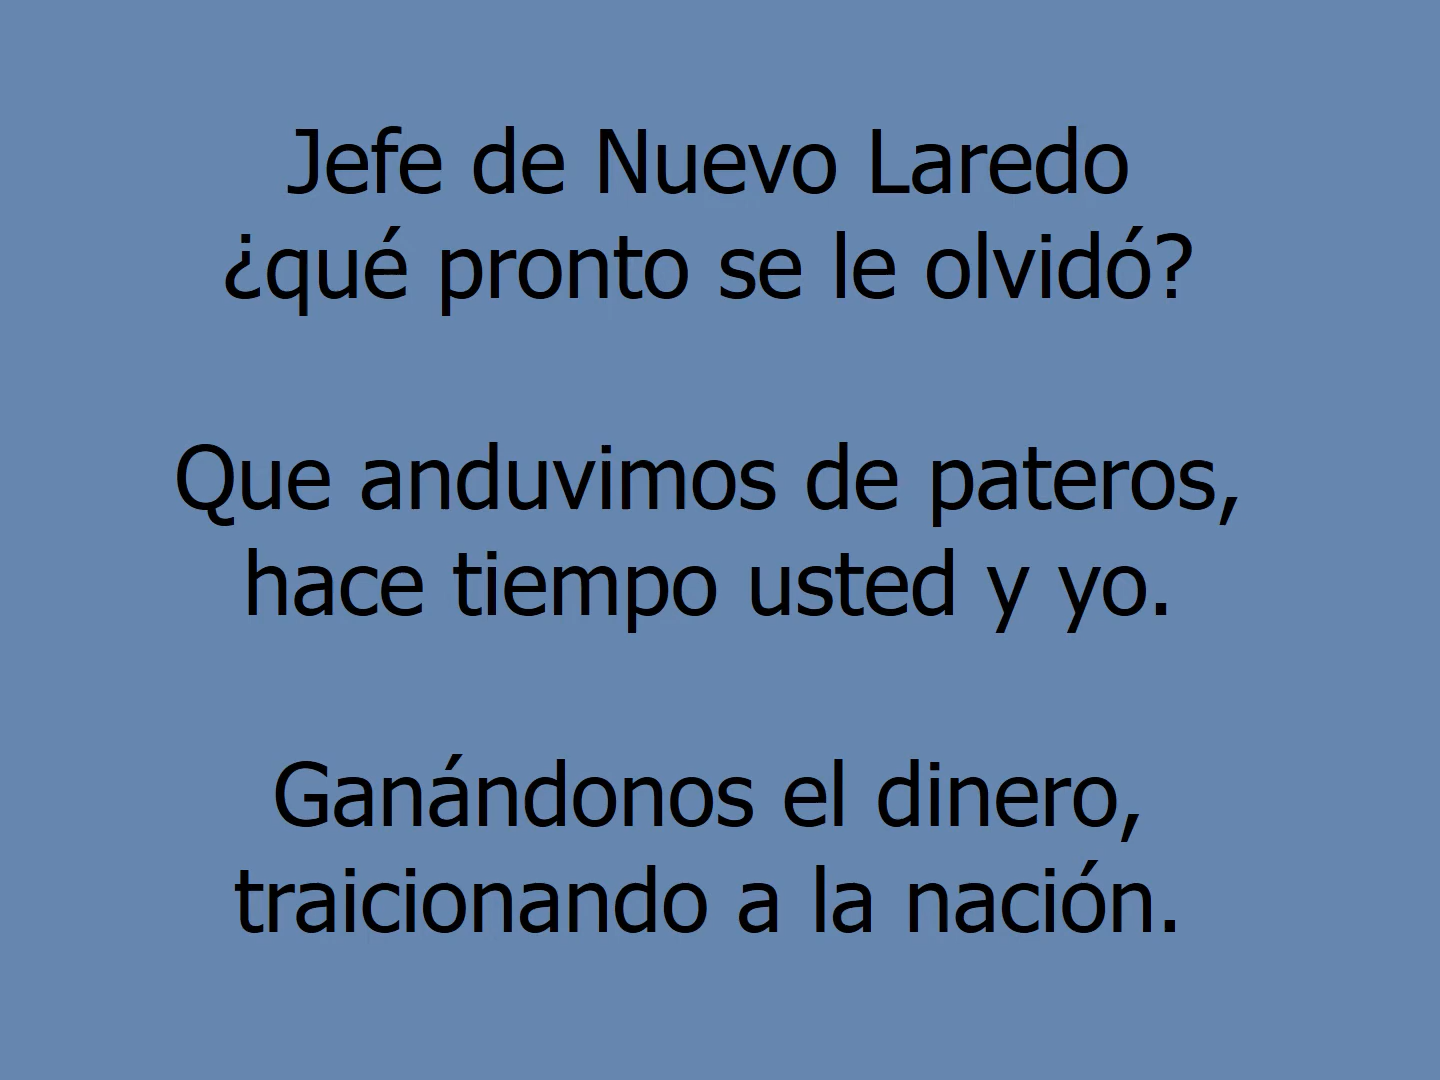 Jefe de Nuevo Laredo
¿qué pronto se le olvidó?
Que anduvimos de pateros,
hace tiempo usted y yo.
Ganándonos el dinero,
traicionando a la nación.